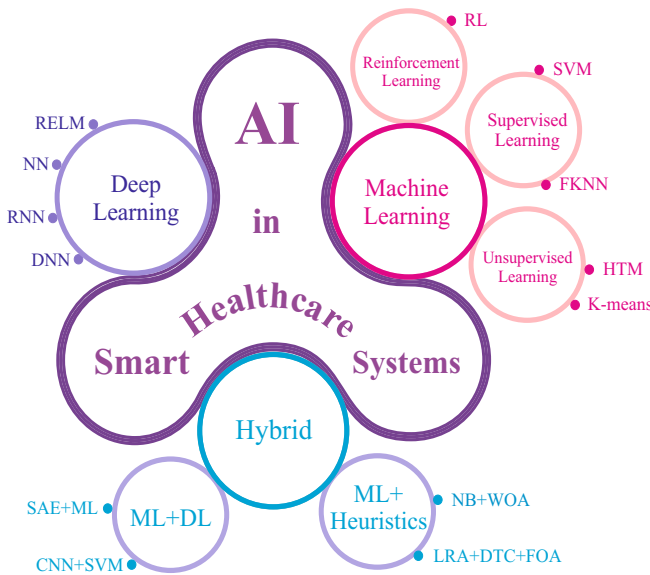 AI
in
Smart Healthcare Systems
Deep
Learning
RELM
NN
RNN
DNN
Machine
Learning
Reinforcement
Learning
RL
Supervised
Learning
SVM
FKNN
Unsupervised
Learning
HTM
K-means
Hybrid
ML+DL
SAE+ML
CNN+SVM
ML+
Heuristics
NB+WOA
LRA+DTC+FOA